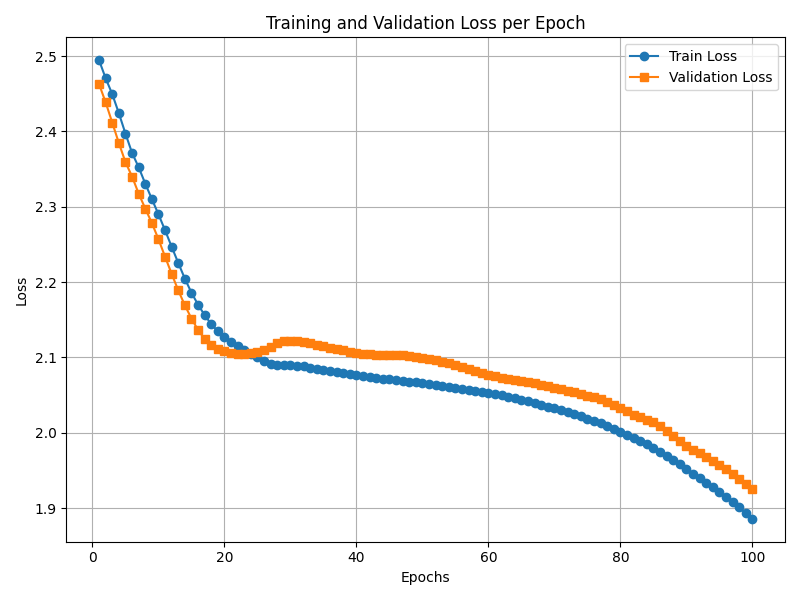 Training and Validation Loss per Epoch
Train Loss
Validation Loss
2.5
2.4
2.3
2.2
2.1
2.0
1.9
Loss
0 20 40 60 80 100
Epochs